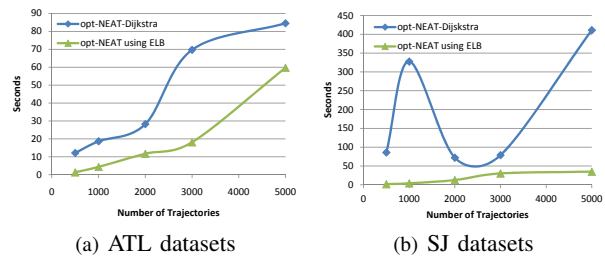 90
80
70
60
50
40
30
20
10
0
Seconds
opt-NEAT-Dijkstra
opt-NEAT using ELB
0 1000 2000 3000 4000 5000
Number of Trajectories
(a) ATL datasets
450
400
350
300
250
200
150
100
50
0
Seconds
opt-NEAT-Dijkstra
opt-NEAT using ELB
0 1000 2000 3000 4000 5000
Number of Trajectories
(b) SJ datasets